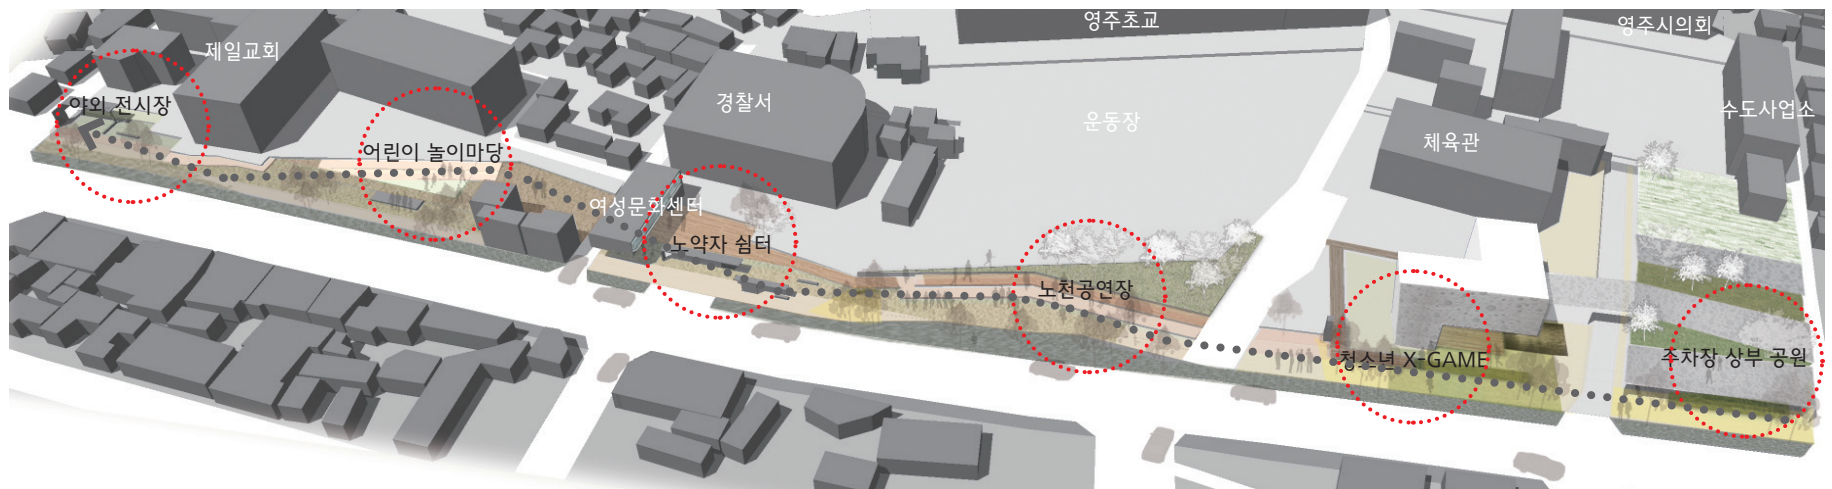 영주초교
영주시의회
제일교회
야외 전시장
경찰서
수도사업소
운동장
체육관
어린이 놀이마당
여성문화센터
노약자 쉼터
노천공연장
청소년 X-GAME
주차장 상부 공원